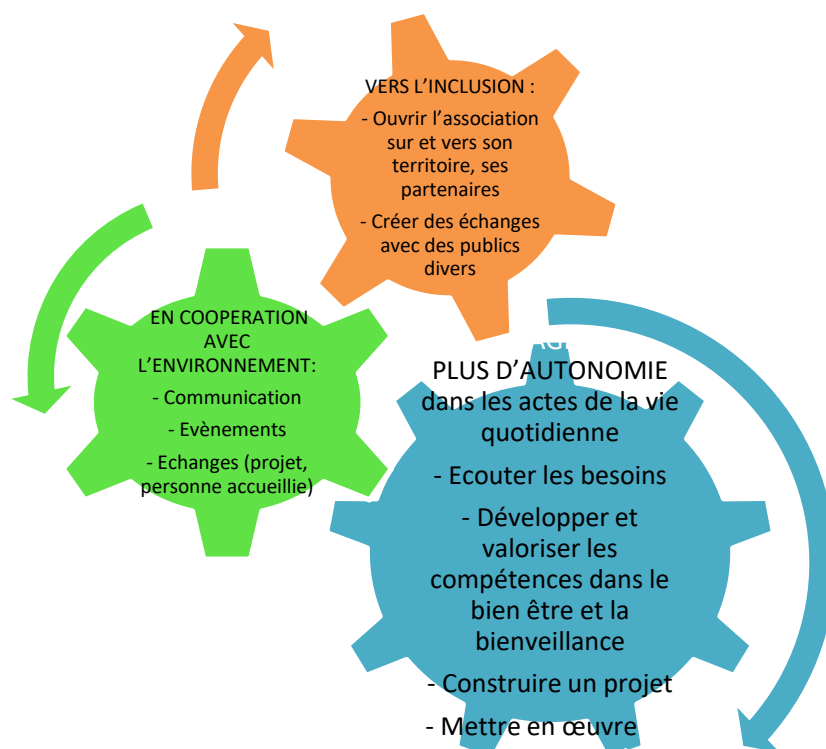 VERS L’INCLUSION :
- Ouvrir l’association
sur et vers son
territoire, ses
partenaires
- Créer des échanges
avec des publics
divers
EN COOPERATION
AVEC
L’ENVIRONNEMENT:
- Communication
- Evènements
- Echanges (projet,
personne accueillie)
PLUS D’AUTONOMIE
dans les actes de la vie
quotidienne
- Ecouter les besoins
- Développer et
valoriser les
compétences dans le
bien être et la
bienveillance
- Construire un projet
- Mettre en œuvre